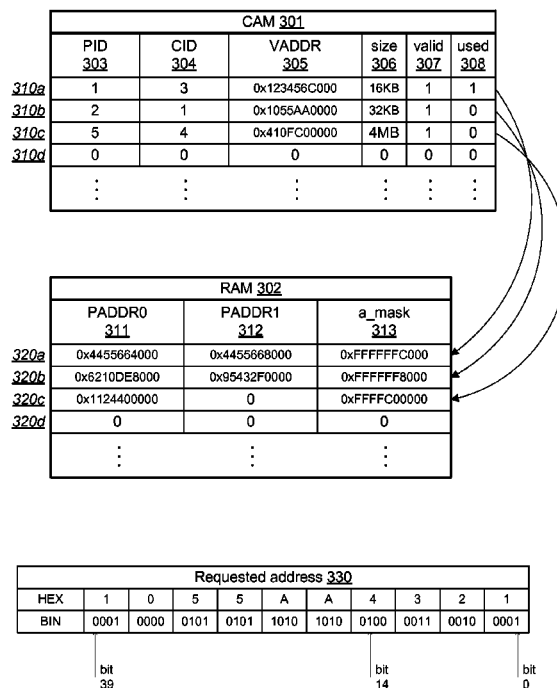 CAM 301
PID 303 CID 304 VADDR 305 size 306 valid 307 used 308
310a 1 3 0x123456C000 16KB 1 1
310b 2 1 0x1055AA0000 32KB 1 0
310c 5 4 0x410FC00000 4MB 1 0
310d 0 0 0 0 0 0
RAM 302
PADDR0 311 PADDR1 312 a_mask 313
320a 0x4455664000 0x4455668000 0xFFFFFFC000
320b 0x6210DE8000 0x95432F0000 0xFFFFFF8000
320c 0x1124400000 0 0xFFFFC00000
320d 0 0 0
Requested address 330
HEX 1 0 5 5 A A 4 3 2 1
BIN 0001 0000 0101 0101 1010 1010 0100 0011 0010 0001
bit 39 bit 14 bit 0